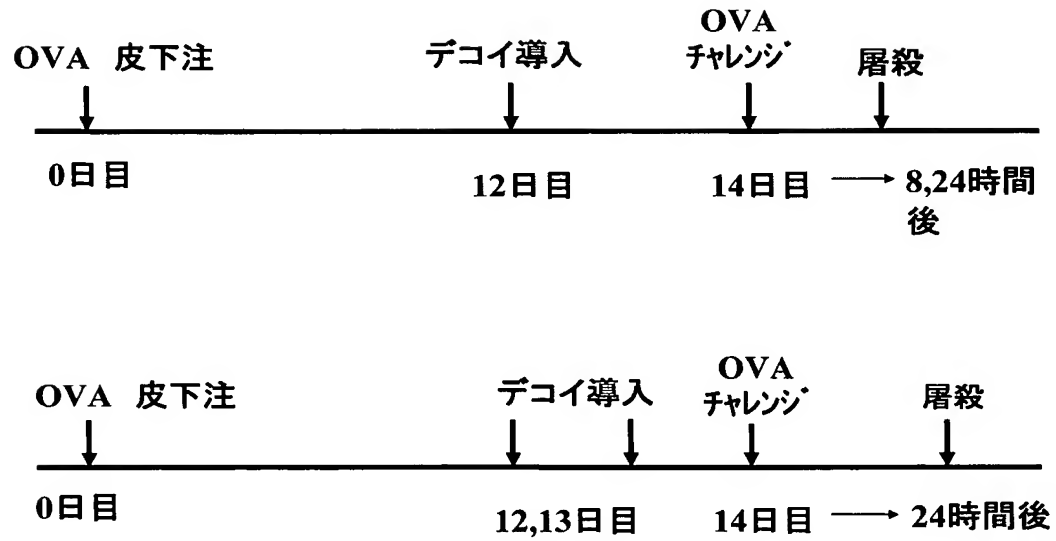 OVA 皮下注
デコイ導入
OVA
チャレンジ
屠殺
0日目
12日目
14日目 → 8,24時間
後
OVA 皮下注
デコイ導入
OVA
チャレンジ
屠殺
0日目
12,13日目
14日目 → 24時間後